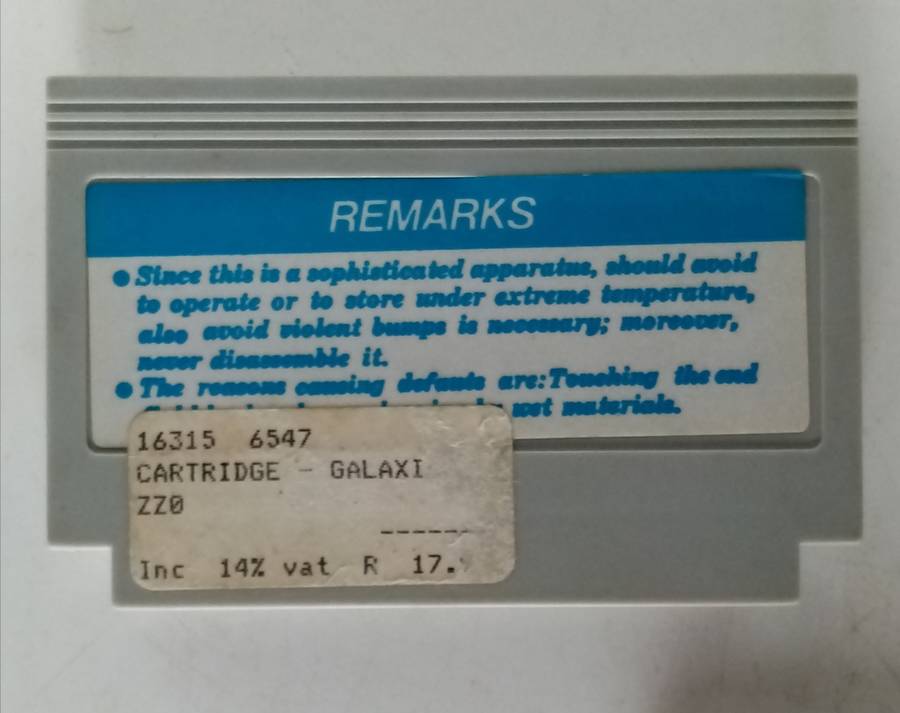 REMARKS
● Since this is a sophisticated apparatus, should avoid
to operate or to store under extreme temperature,
also avoid violent bumps is necessary; moreover,
never disassemble it.
● The reasons causing defauts are: Touching the end
wet materials.
16315 6547
CARTRIDGE - GALAXI
ZZ0
------
Inc 14% vat R 17.